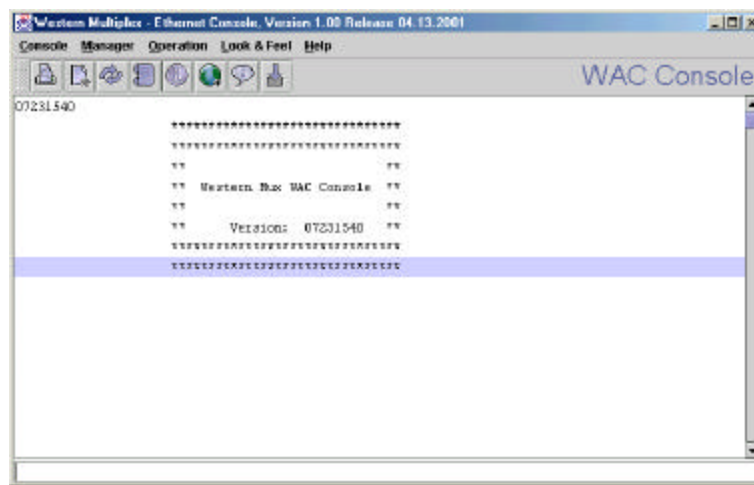 Western Multiplex - Ethernet Console, Version 1.00 Release 04.13.2001
Console Manager Operation Look & Feel Help
WAC Console
07231540
*******************************
*******************************
** **
** Western Mux WAC Console **
** **
** Version: 07231540 **
*******************************
*******************************